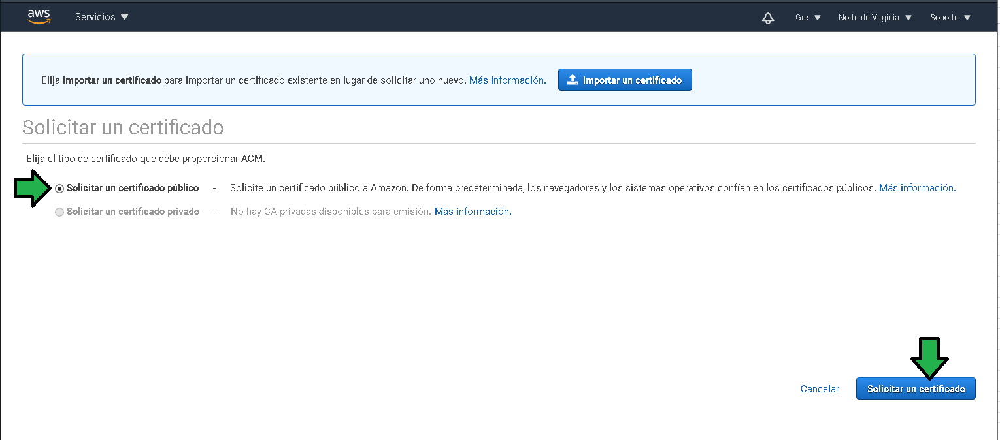 aws Servicios Gre Norte de Virginia Soporte
Elija Importar un certificado para importar un certificado existente en lugar de solicitar uno nuevo. Más información. Importar un certificado
Solicitar un certificado
Elija el tipo de certificado que debe proporcionar ACM.
Solicitar un certificado público - Solicite un certificado público a Amazon. De forma predeterminada, los navegadores y los sistemas operativos confían en los certificados públicos. Más información.
Solicitar un certificado privado - No hay CA privadas disponibles para emisión. Más información.
Cancelar Solicitar un certificado